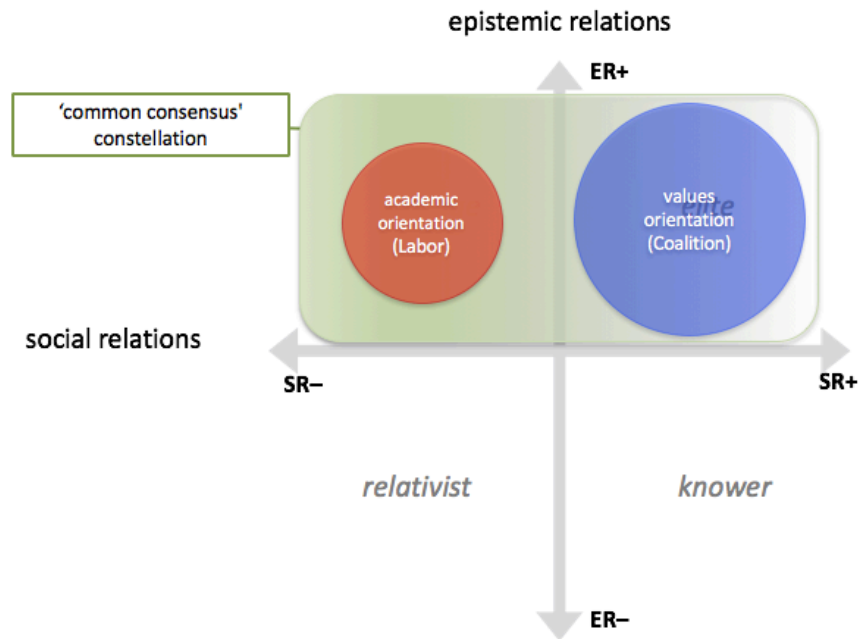 epistemic relations
ER+
'common consensus'
constellation
academic
orientation
(Labor)
values
elite
orientation
(Coalition)
social relations
SR–
SR+
relativist
knower
ER–